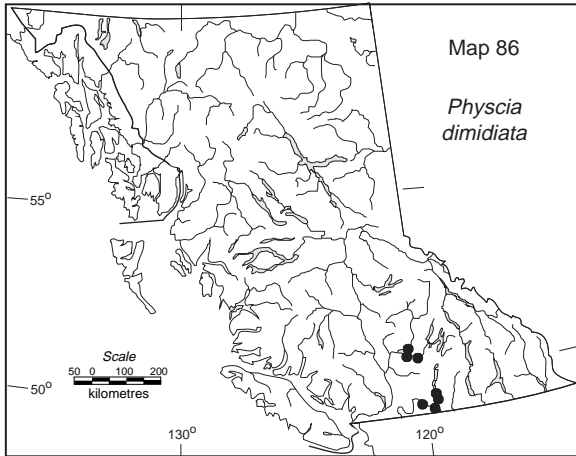 Map 86
Physcia
dimidiata
55°
Scale
50 0 100 200
kilometres
50°
130°
120°